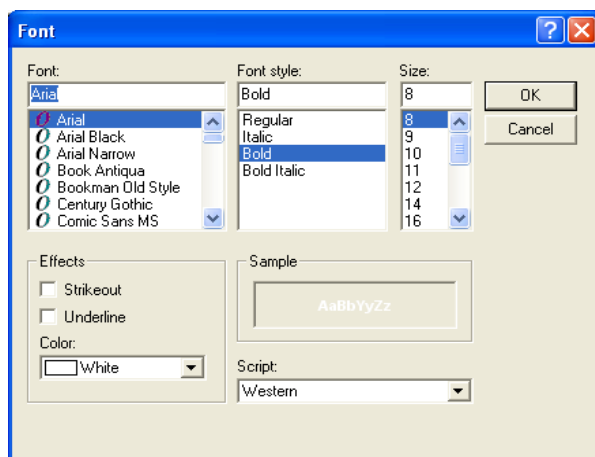 Font
Font:
Font style:
Size:
Arial
Bold
8
OK
Cancel
Arial
Arial Black
Arial Narrow
Book Antiqua
Bookman Old Style
Century Gothic
Comic Sans MS
Regular
Italic
Bold
Bold Italic
8
9
10
11
12
14
16
Effects
Strikeout
Underline
Color:
White
Sample
AaBbYyZz
Script:
Western